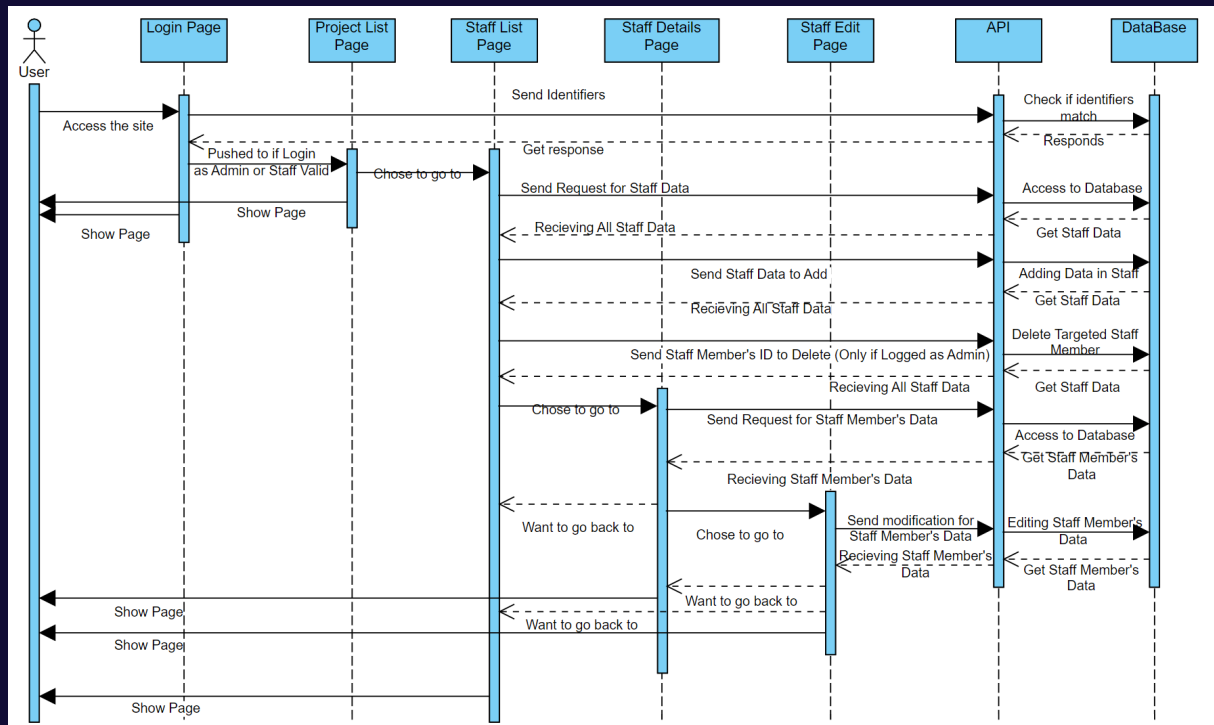 Login Page
Project List
Page
Staff List
Page
Staff Details
Page
Staff Edit
Page
API
DataBase
User
Send Identifiers
Access the site
Check if identifiers
match
Responds
Get response
Pushed to if Login
as Admin or Staff Valid
Chose to go to
Send Request for Staff Data
Access to Database
Show Page
Show Page
Recieving All Staff Data
Get Staff Data
Send Staff Data to Add
Adding Data in Staff
Recieving All Staff Data
Get Staff Data
Delete Targeted Staff
Member
Send Staff Member's ID to Delete (Only if Logged as Admin)
Recieving All Staff Data
Get Staff Data
Chose to go to
Send Request for Staff Member's Data
Access to Database
Get Staff Member's
Data
Recieving Staff Member's Data
Want to go back to
Chose to go to
Send modification for
Staff Member's Data
Editing Staff Member's
Data
Recieving Staff Member's
Data
Get Staff Member's
Data
Want to go back to
Show Page
Want to go back to
Show Page
Show Page